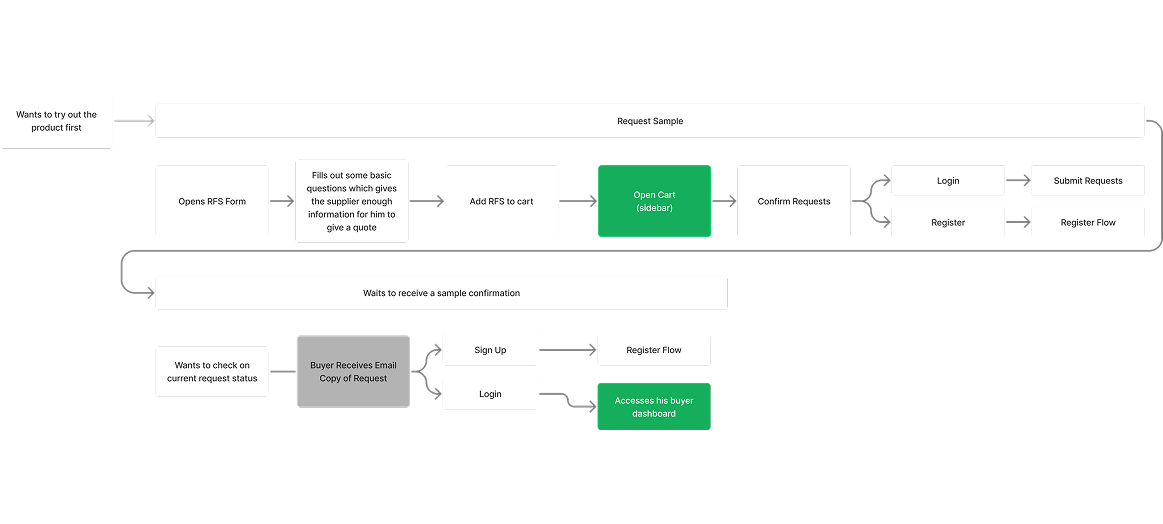 Wants to try out the
product first
Request Sample
Opens RFS Form
Fills out some basic
questions which gives
the supplier enough
information for him to
give a quote
Add RFS to cart
Open Cart
(sidebar)
Confirm Requests
Login
Submit Requests
Register
Register Flow
Waits to receive a sample confirmation
Wants to check on
current request status
Buyer Receives Email
Copy of Request
Sign Up
Register Flow
Login
Accesses his buyer
dashboard